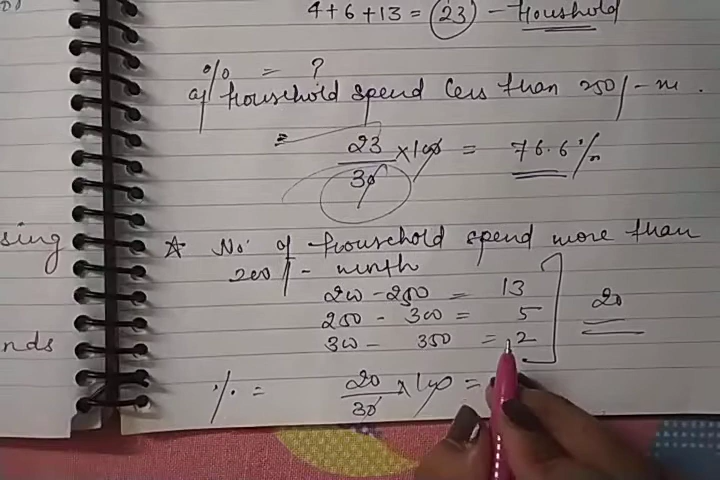 4+6+13 = 23 - Household
% = ?
of household spend less than 250/- m.
= 23/30 × 100 = 76.6%
sing
☆ No. of household spend more than
200/- month
200 - 250 = 13
250 - 300 = 5
20
300 - 350 = 2
nds
% = 20/30 × 100 =